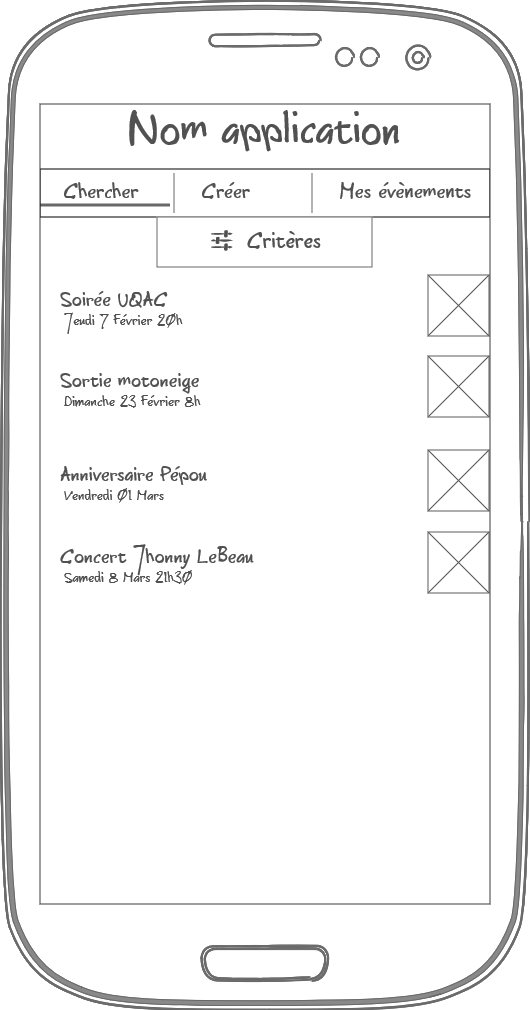 Nom application
Chercher
Créer
Mes évènements
Critères
Soirée UQAC
Jeudi 7 Février 20h
Sortie motoneige
Dimanche 23 Février 8h
Anniversaire Pépou
Vendredi 01 Mars
Concert Jhonny LeBeau
Samedi 8 Mars 21h30